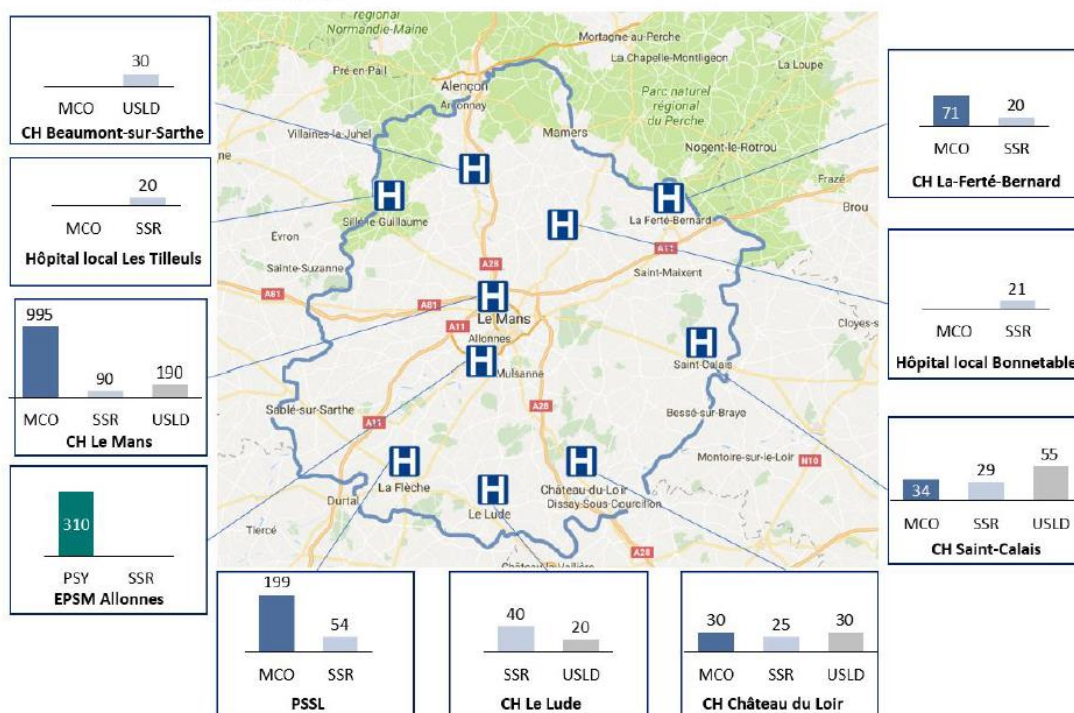 30
MCO USLD
CH Beaumont-sur-Sarthe
20
MCO SSR
Hôpital local Les Tilleuls
995
90
190
MCO SSR USLD
CH Le Mans
310
PSY SSR
EPSM Allonnes
régional
Normandie-Maine
Mortagne-au-Perche
La Chapelle-Montligeon
La Loupe
Pré-en-Pail
Alençon
Arçonnay
Parc naturel
régional
du Perche
Villaines-la-Juhel
Mamers
Nogent-le-Rotrou
Frazé
Brou
H
H
H
H
Sillé-le-Guillaume
La Ferté-Bernard
Évron
A11
Sainte-Suzanne
A28
Saint-Maixent
A81
A81
H
Le Mans
Cloyes-s
A11
Allonnes
H
H
Mulsanne
Saint-Calais
Sablé-sur-Sarthe
A11
A28
Bessé-sur-Braye
Montoire-sur-le-Loir
N10
H
H
H
La Flèche
Durtal
Le Lude
Château-du-Loir
Dissay-Sous-Courcillon
Tiercé
A28
Château-la-Vallière
71
20
MCO SSR
CH La-Ferté-Bernard
21
MCO SSR
Hôpital local Bonnetable
34
29
55
MCO SSR USLD
CH Saint-Calais
199
54
MCO SSR
PSSL
40
20
SSR USLD
CH Le Lude
30 25 30
MCO SSR USLD
CH Château du Loir